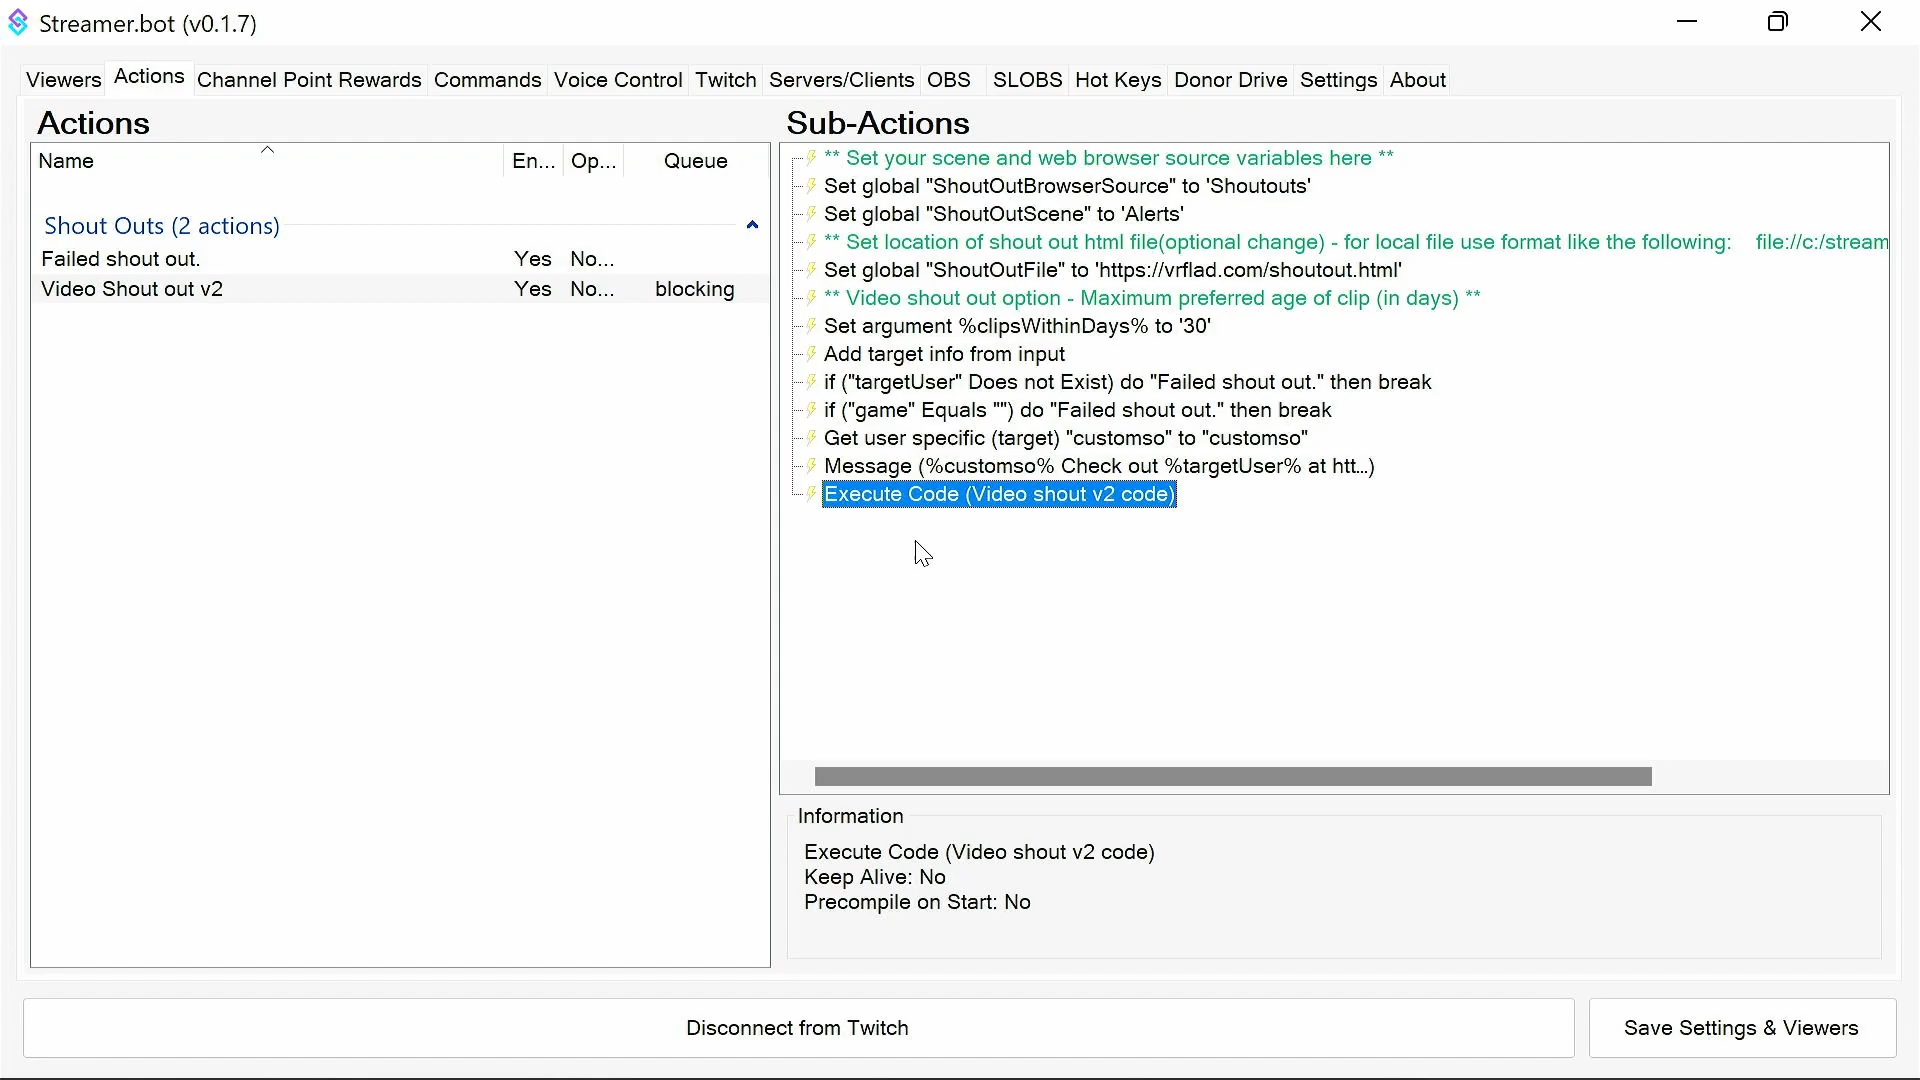 Streamer.bot (v0.1.7)
Viewers Actions Channel Point Rewards Commands Voice Control Twitch Servers/Clients OBS SLOBS Hot Keys Donor Drive Settings About
Actions
Name En... Op... Queue
Shout Outs (2 actions)
Failed shout out. Yes No...
Video Shout out v2 Yes No... blocking
Sub-Actions
** Set your scene and web browser source variables here **
Set global "ShoutOutBrowserSource" to 'Shoutouts'
Set global "ShoutOutScene" to 'Alerts'
** Set location of shout out html file(optional change) - for local file use format like the following: file://c:/stream
Set global "ShoutOutFile" to 'https://vrflad.com/shoutout.html'
** Video shout out option - Maximum preferred age of clip (in days) **
Set argument %clipsWithinDays% to '30'
Add target info from input
if ("targetUser" Does not Exist) do "Failed shout out." then break
if ("game" Equals "") do "Failed shout out." then break
Get user specific (target) "customso" to "customso"
Message (%customso% Check out %targetUser% at htt...)
Execute Code (Video shout v2 code)
Information
Execute Code (Video shout v2 code)
Keep Alive: No
Precompile on Start: No
Disconnect from Twitch
Save Settings & Viewers